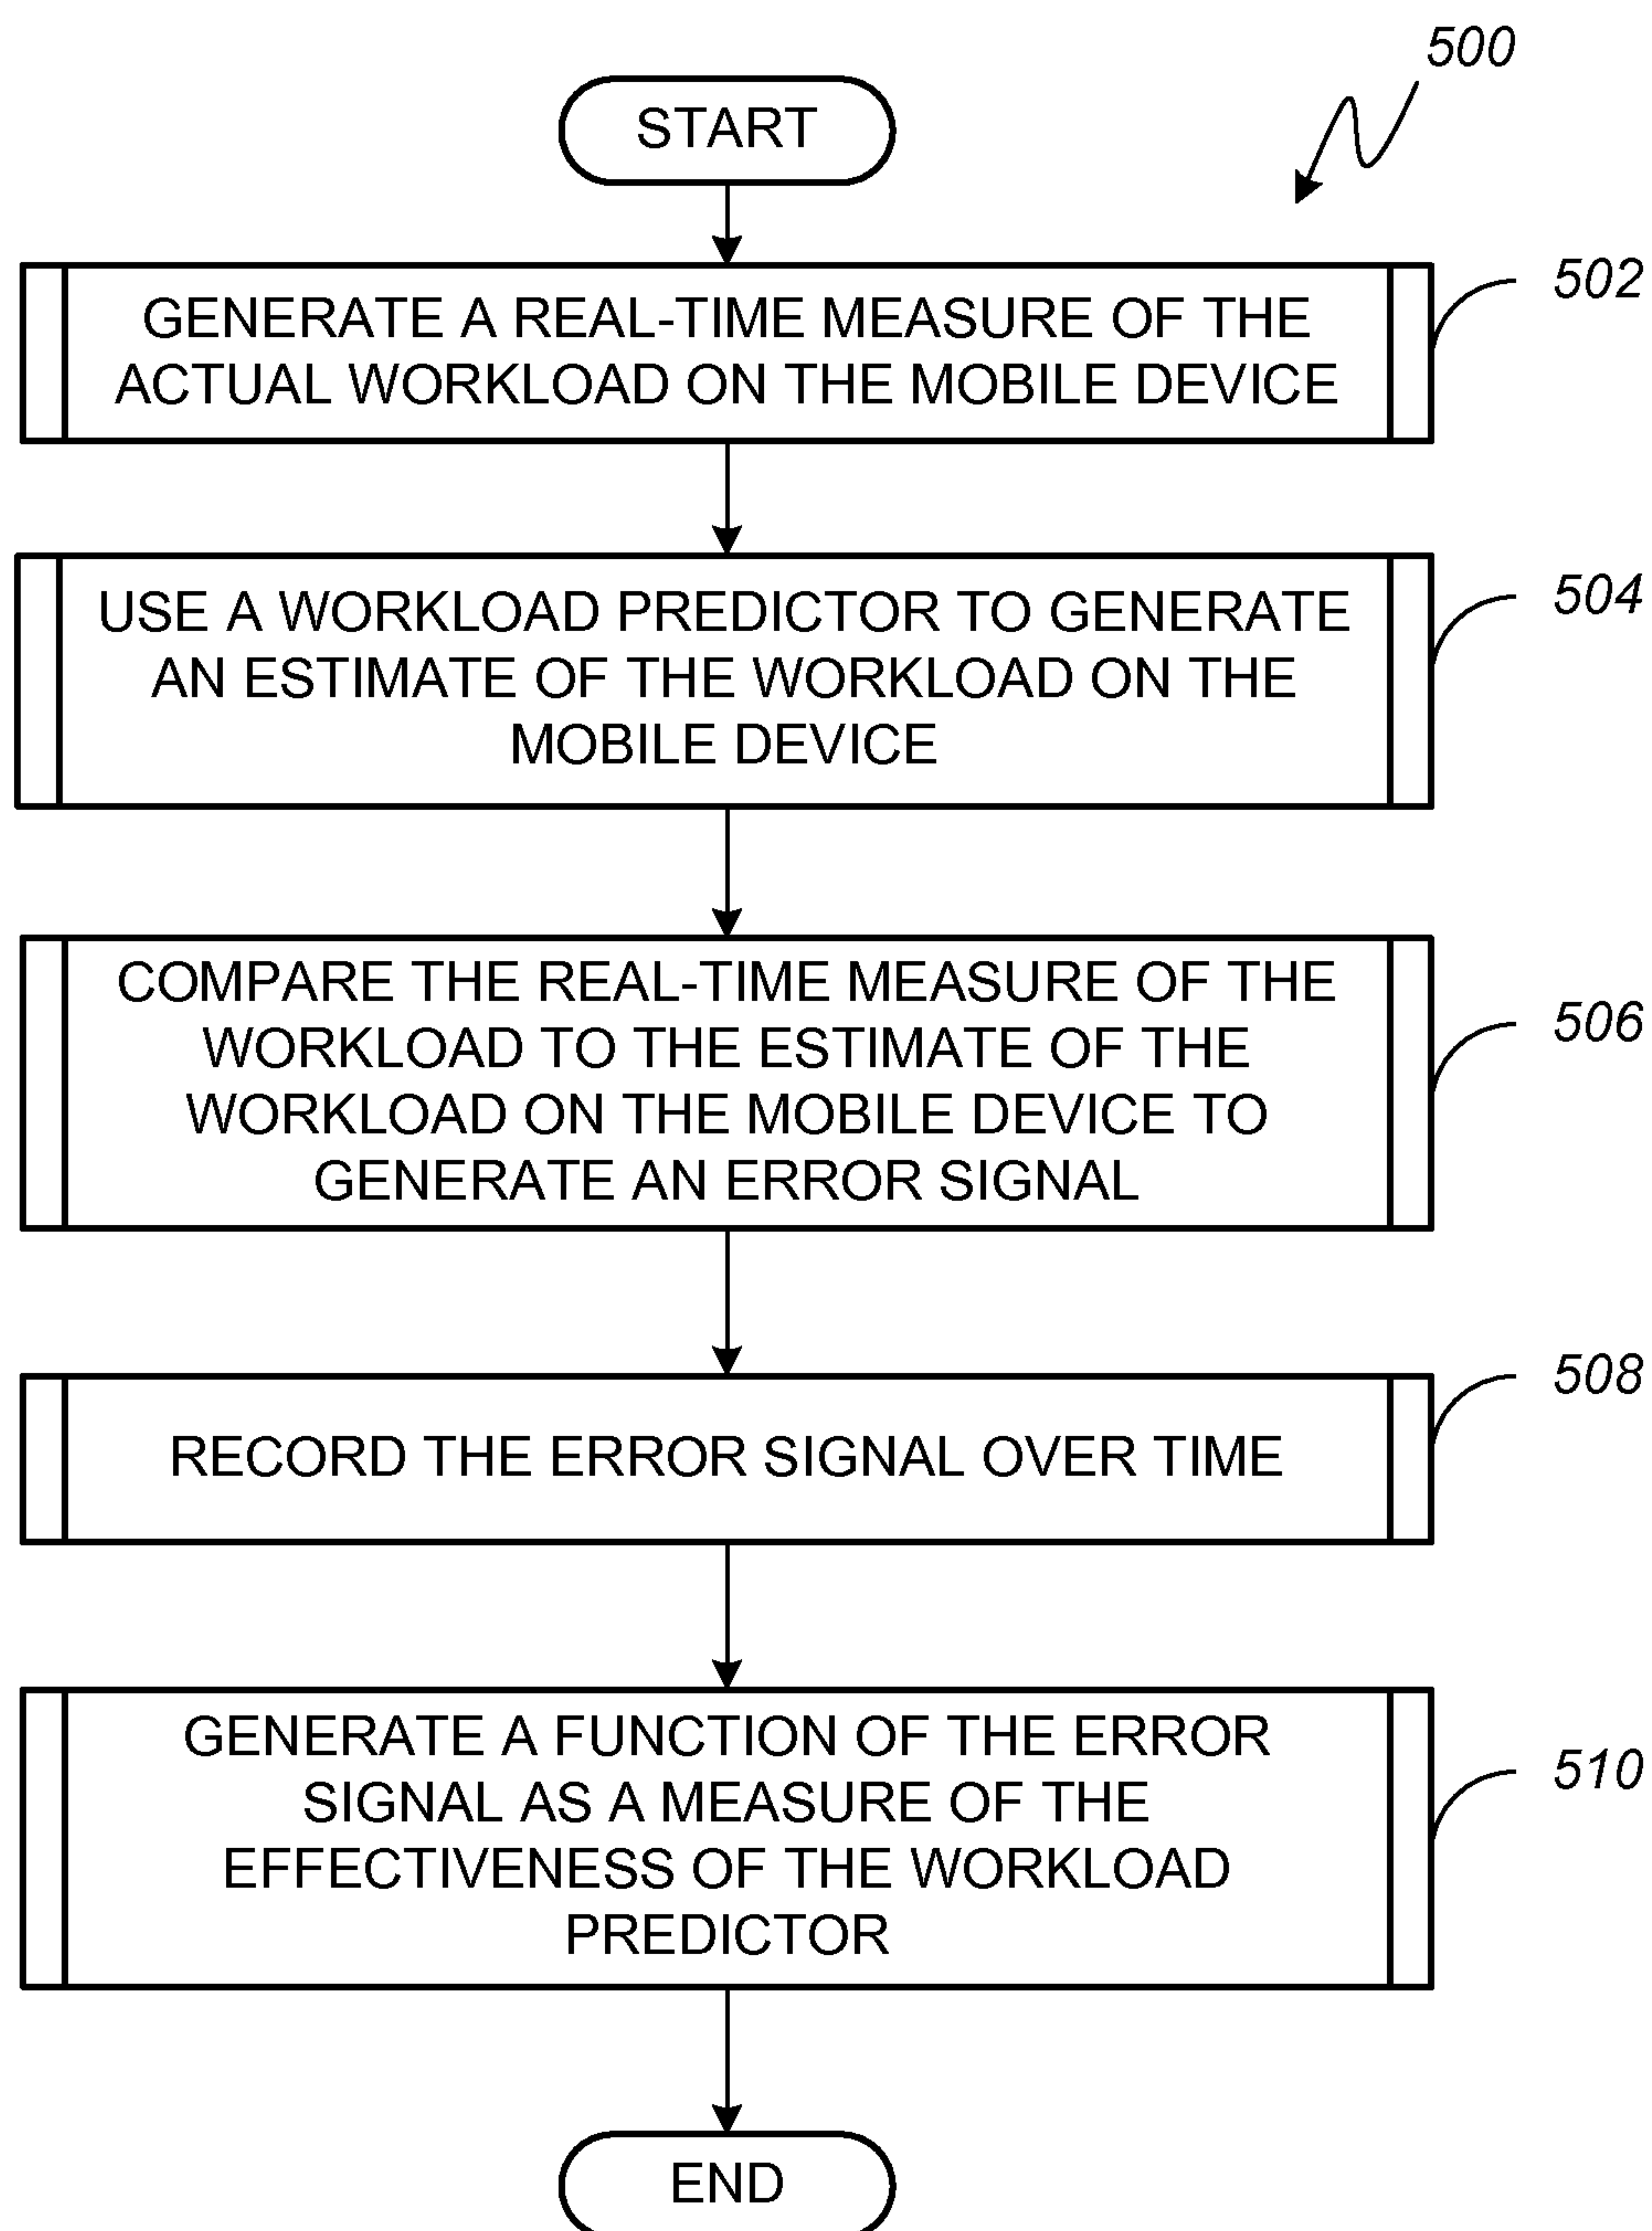 500
START
502
GENERATE A REAL-TIME MEASURE OF THE
ACTUAL WORKLOAD ON THE MOBILE DEVICE
504
USE A WORKLOAD PREDICTOR TO GENERATE
AN ESTIMATE OF THE WORKLOAD ON THE
MOBILE DEVICE
COMPARE THE REAL-TIME MEASURE OF THE
506
WORKLOAD TO THE ESTIMATE OF THE
WORKLOAD ON THE MOBILE DEVICE TO
GENERATE AN ERROR SIGNAL
508
RECORD THE ERROR SIGNAL OVER TIME
GENERATE A FUNCTION OF THE ERROR
510
SIGNAL AS A MEASURE OF THE
EFFECTIVENESS OF THE WORKLOAD
PREDICTOR
END